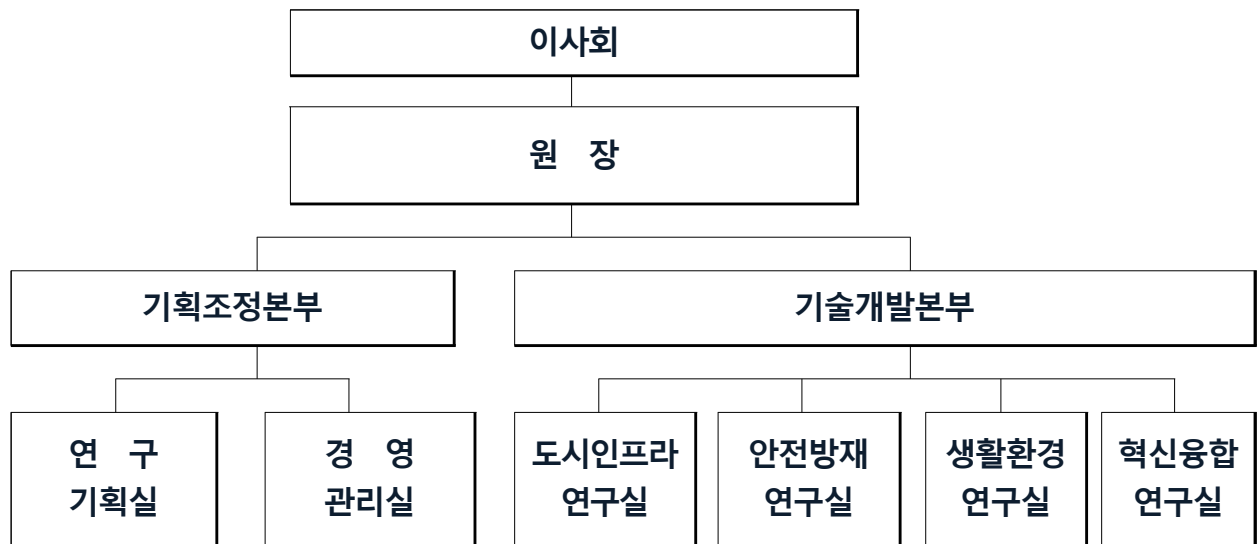 이사회
원 장
기획조정본부
기술개발본부
연 구
기획실
경 영
관리실
도시인프라
연구실
안전방재
연구실
생활환경
연구실
혁신융합
연구실